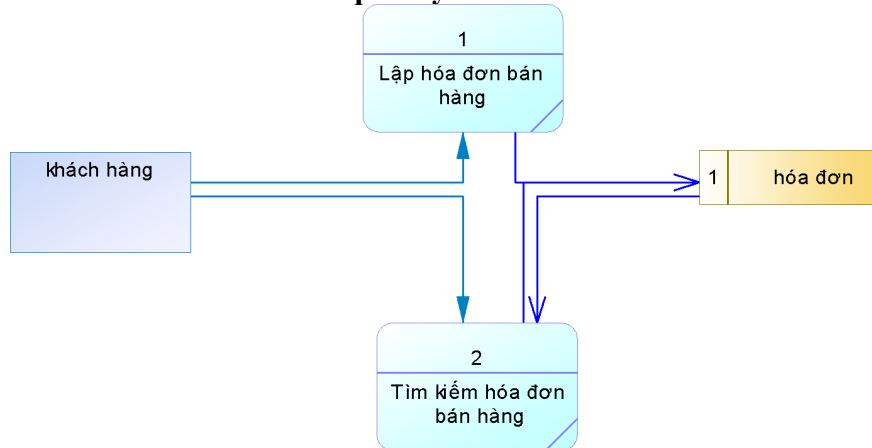 1
Lập hóa đơn bán
hàng
khách hàng
1
hóa đơn
2
Tìm kiếm hóa đơn
bán hàng